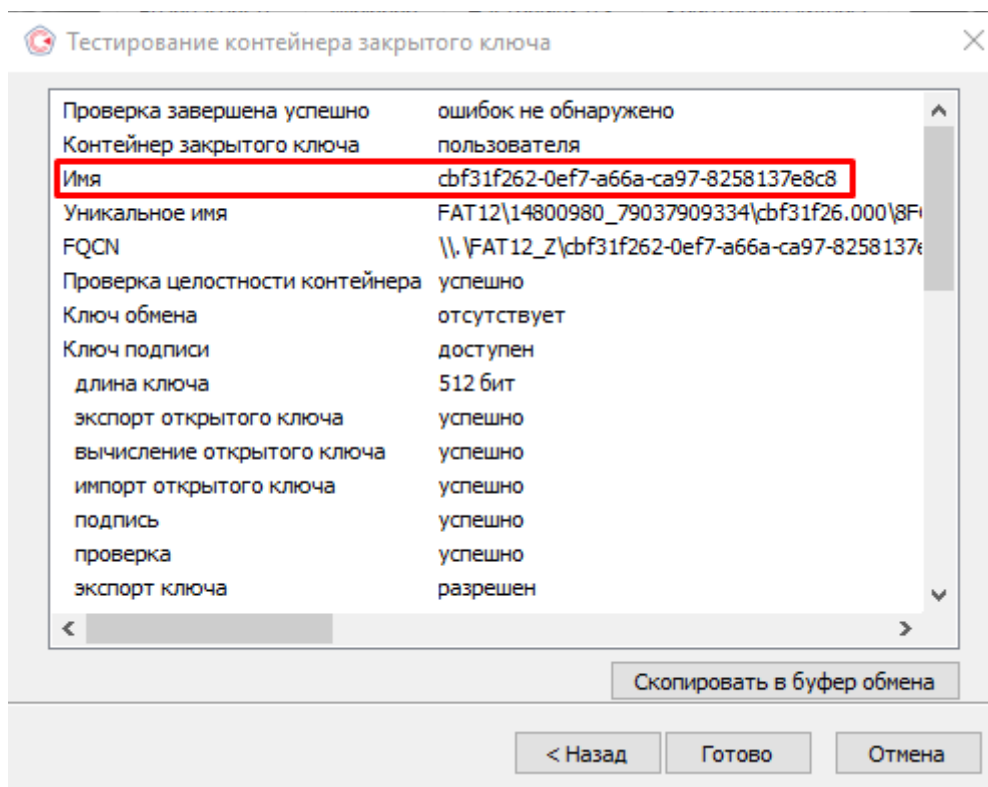 Тестирование контейнера закрытого ключа
Проверка завершена успешно ошибок не обнаружено
Контейнер закрытого ключа пользователя
Имя cbf31f262-0ef7-a66a-ca97-8258137e8c8
Уникальное имя FAT12\14800980_79037909334\cbf31f26.000\8F
FQCN \\.\FAT12_Z\cbf31f262-0ef7-a66a-ca97-8258137e
Проверка целостности контейнера успешно
Ключ обмена отсутствует
Ключ подписи доступен
длина ключа 512 бит
экспорт открытого ключа успешно
вычисление открытого ключа успешно
импорт открытого ключа успешно
подпись успешно
проверка успешно
экспорт ключа разрешен
Скопировать в буфер обмена
< Назад Готово Отмена